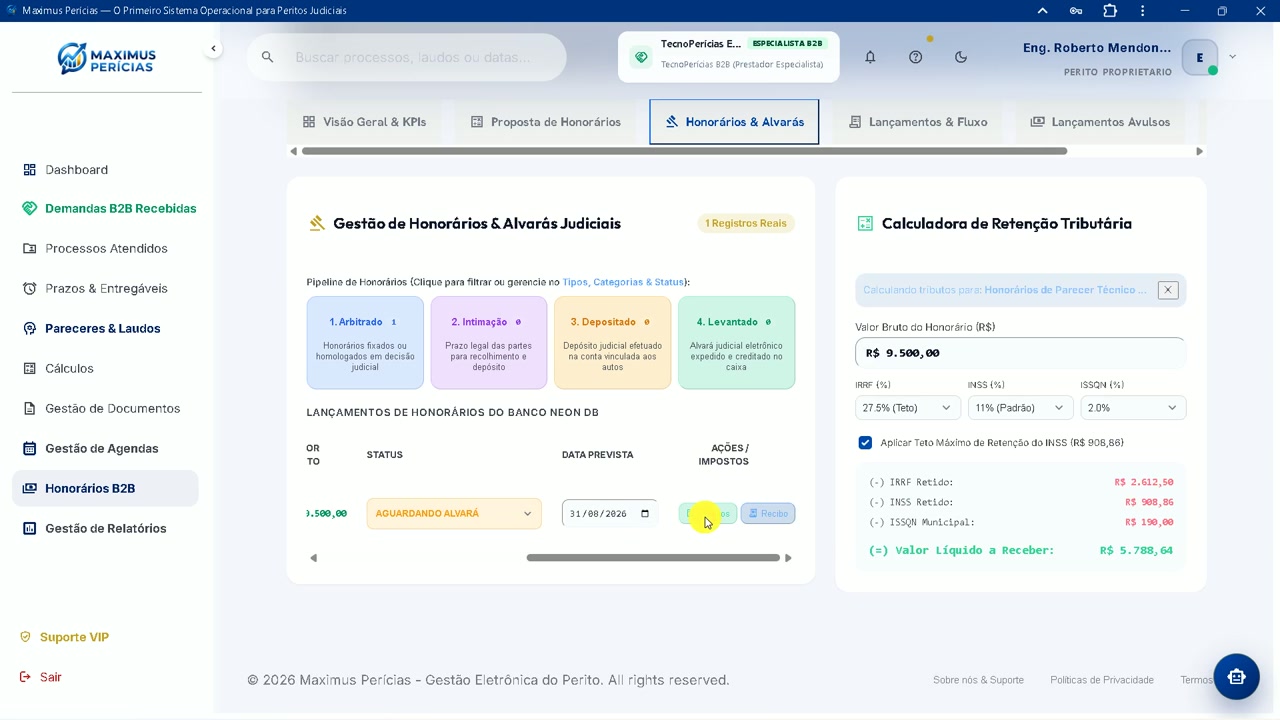 Maximus Perícias — O Primeiro Sistema Operacional para Peritos Judiciais
MAXIMUS
PERÍCIAS
Buscar processos, laudos ou datas...
TecnoPerícias E... ESPECIALISTA B2B
TecnoPerícias B2B (Prestador Especialista)
Eng. Roberto Mendon...
PERITO PROPRIETARIO
E
Dashboard
Demandas B2B Recebidas
Processos Atendidos
Prazos & Entregáveis
Pareceres & Laudos
Cálculos
Gestão de Documentos
Gestão de Agendas
Honorários B2B
Gestão de Relatórios
Suporte VIP
Sair
Visão Geral & KPIs
Proposta de Honorários
Honorários & Alvarás
Lançamentos & Fluxo
Lançamentos Avulsos
Gestão de Honorários & Alvarás Judiciais
1 Registros Reais
Pipeline de Honorários (Clique para filtrar ou gerencie no Tipos, Categorias & Status):
1. Arbitrado 1
Honorários fixados ou
homologados em decisão
judicial
2. Intimação 0
Prazo legal das partes
para recolhimento e
depósito
3. Depositado 0
Depósito judicial efetuado
na conta vinculada aos
autos
4. Levantado 0
Alvará judicial eletrônico
expedido e creditado no
caixa
LANÇAMENTOS DE HONORÁRIOS DO BANCO NEON DB
OR
TO
STATUS
DATA PREVISTA
AÇÕES /
IMPOSTOS
.500,00
AGUARDANDO ALVARÁ
31/08/2026
Recibo
Calculadora de Retenção Tributária
Calculando tributos para: Honorários de Parecer Técnico ...
Valor Bruto do Honorário (R$)
R$ 9.500,00
IRRF (%) INSS (%) ISSQN (%)
27.5% (Teto) 11% (Padrão) 2.0%
Aplicar Teto Máximo de Retenção do INSS (R$ 908,86)
(-) IRRF Retido: R$ 2.612,50
(-) INSS Retido: R$ 908,86
(-) ISSQN Municipal: R$ 190,00
(=) Valor Líquido a Receber: R$ 5.788,64
© 2026 Maximus Perícias - Gestão Eletrônica do Perito. All rights reserved.
Sobre nós & Suporte
Políticas de Privacidade
Termos